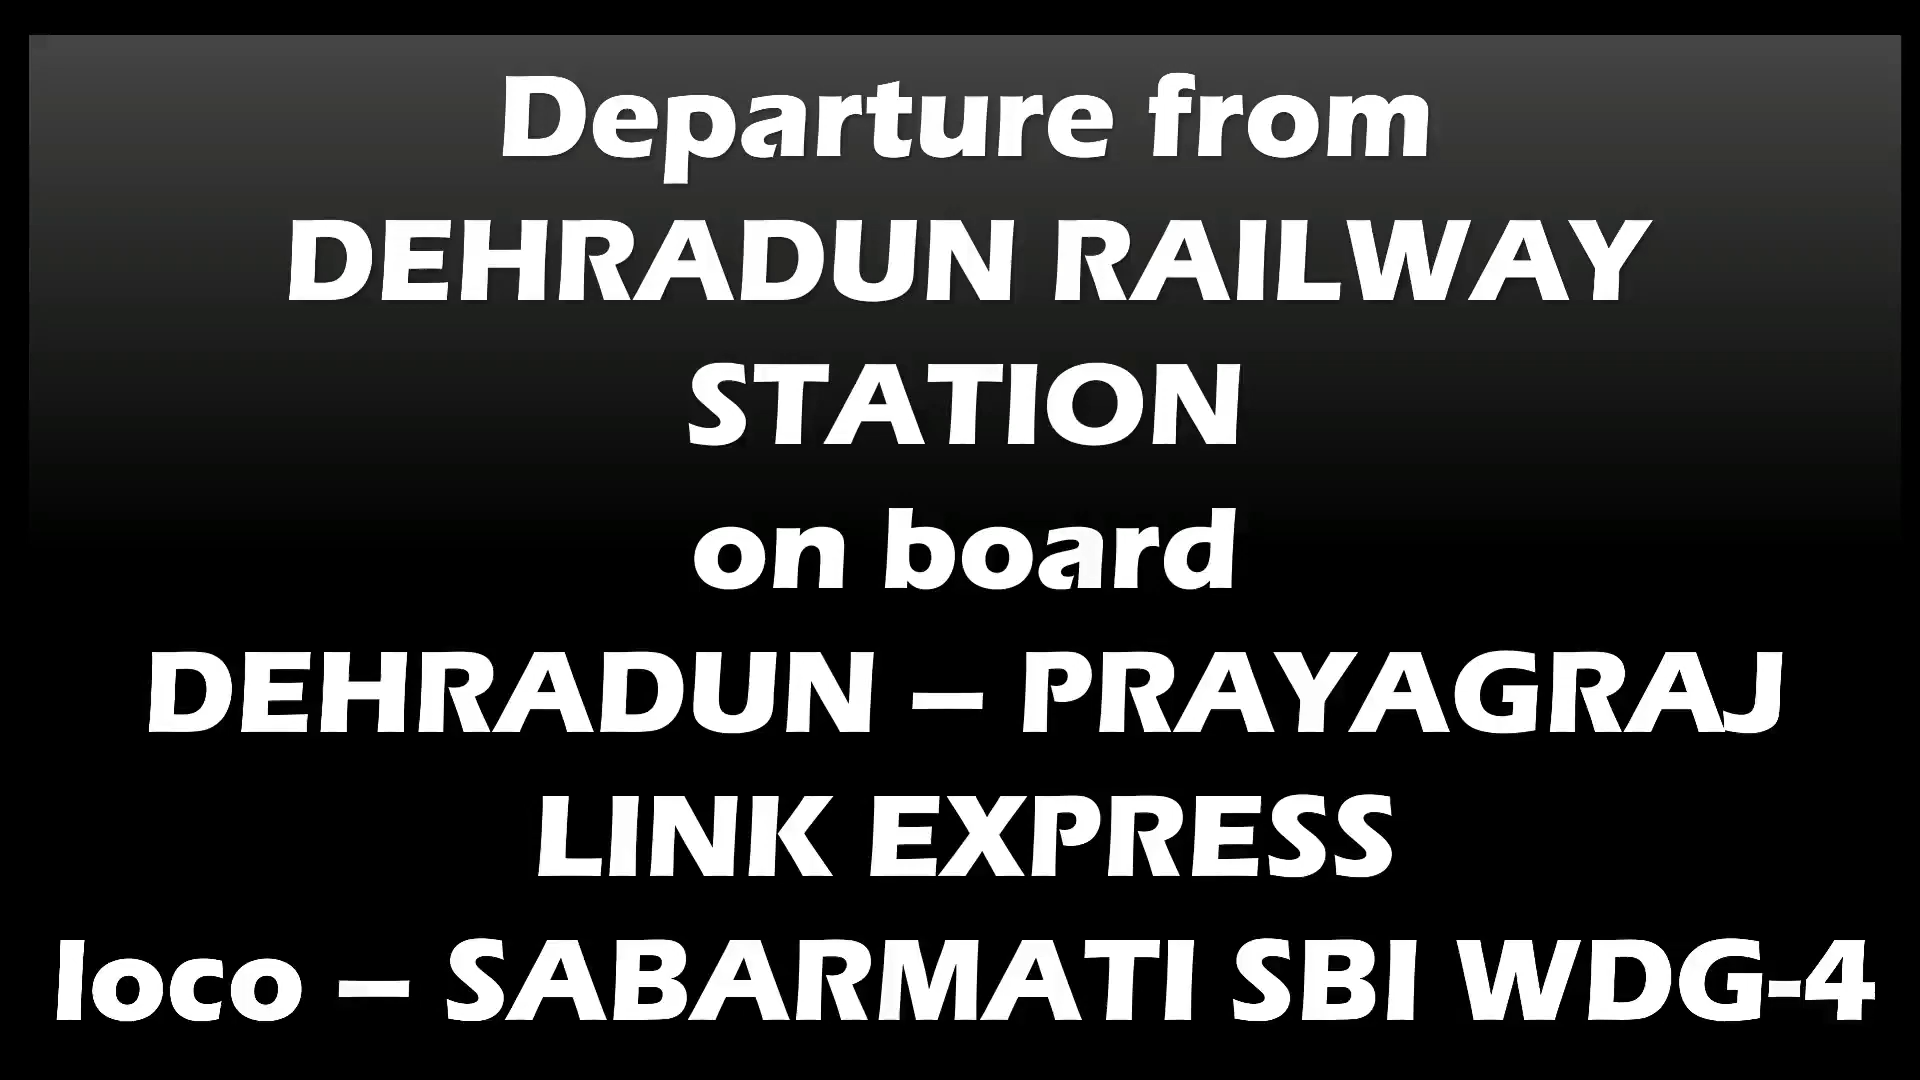 Departure from
DEHRADUN RAILWAY
STATION
on board
DEHRADUN – PRAYAGRAJ
LINK EXPRESS
loco – SABARMATI SBI WDG-4